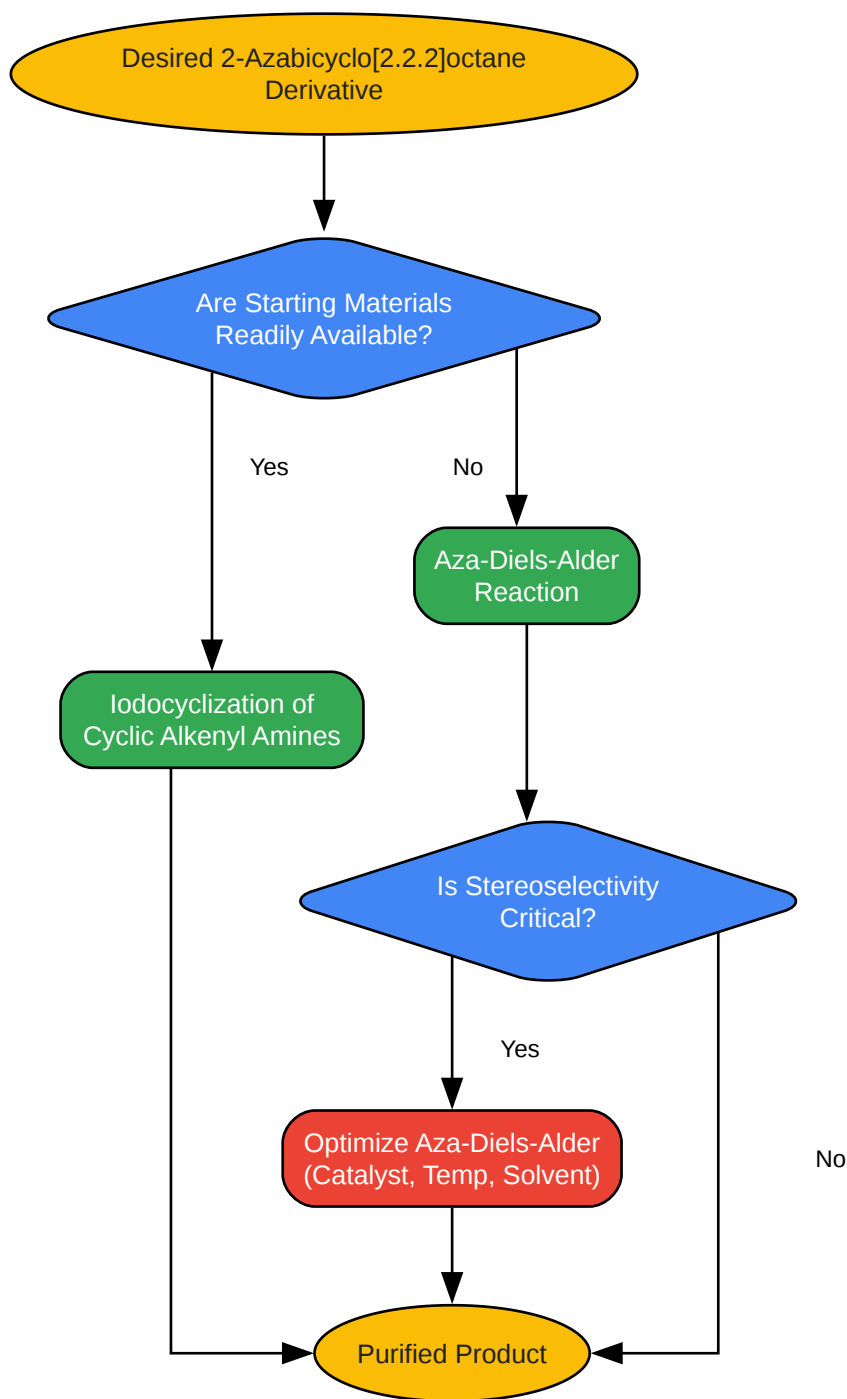 Desired 2-Azabicyclo[2.2.2]octane
Derivative
Are Starting Materials
Readily Available?
Yes
No
Aza-Diels-Alder
Reaction
Iodocyclization of
Cyclic Alkenyl Amines
Is Stereoselectivity
Critical?
Yes
Optimize Aza-Diels-Alder
(Catalyst, Temp, Solvent)
No
Purified Product